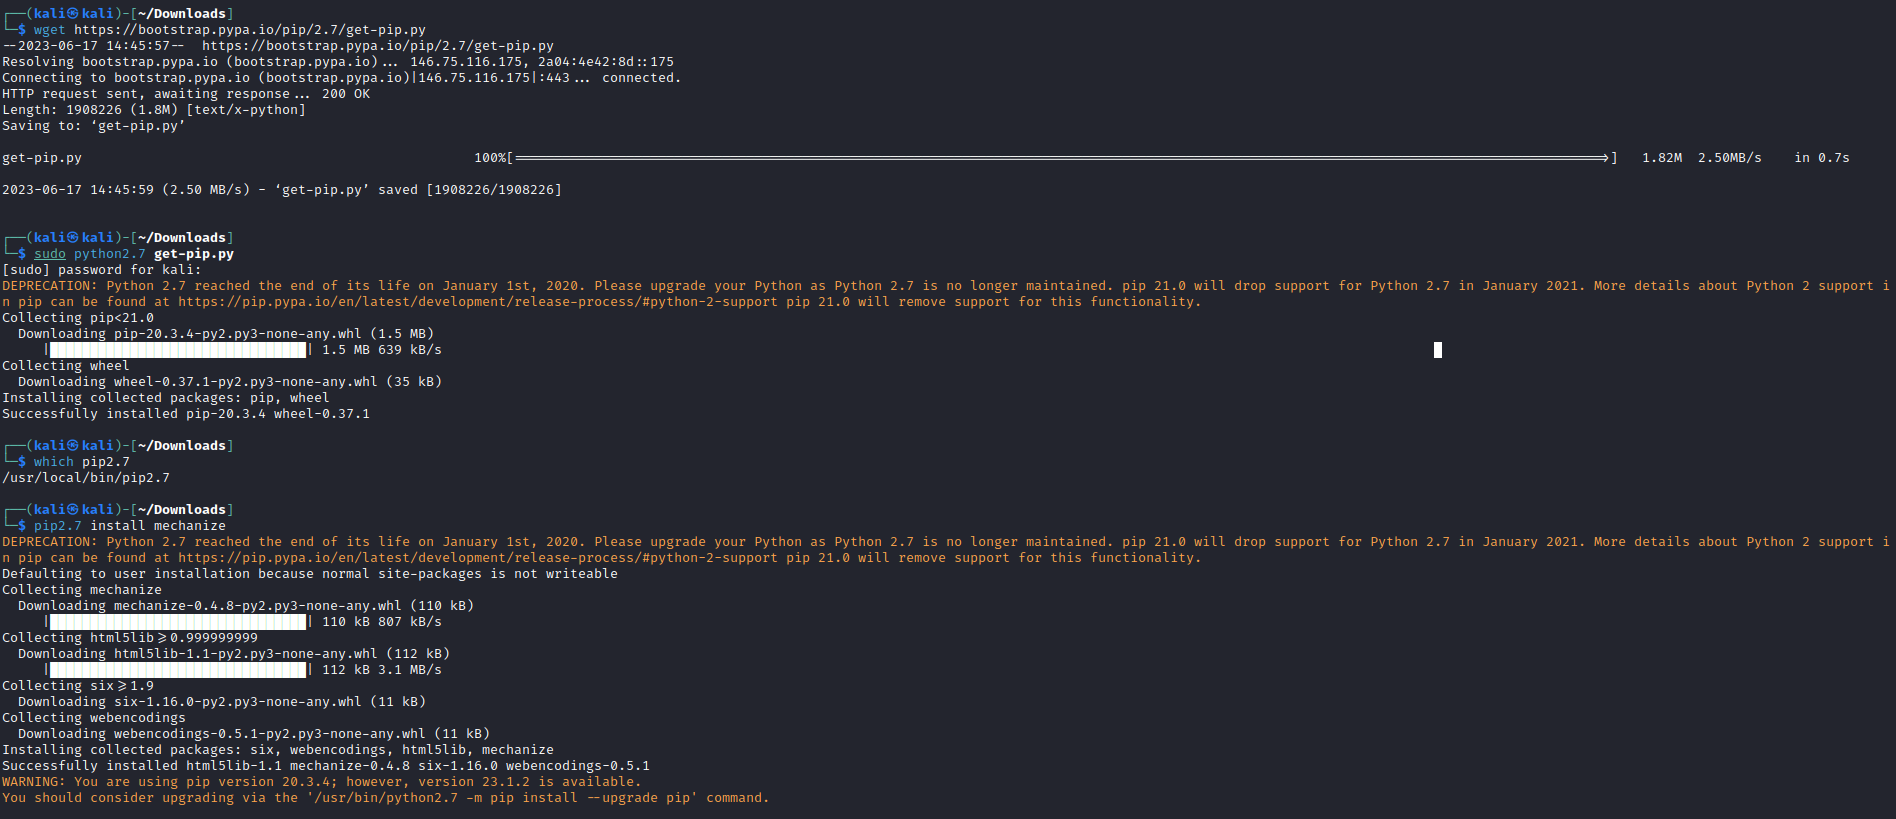 ┌──(kali㉿kali)-[~/Downloads]
└─$ wget https://bootstrap.pypa.io/pip/2.7/get-pip.py
--2023-06-17 14:45:57--  https://bootstrap.pypa.io/pip/2.7/get-pip.py
Resolving bootstrap.pypa.io (bootstrap.pypa.io)... 146.75.116.175, 2a04:4e42:8d::175
Connecting to bootstrap.pypa.io (bootstrap.pypa.io)|146.75.116.175|:443... connected.
HTTP request sent, awaiting response... 200 OK
Length: 1908226 (1.8M) [text/x-python]
Saving to: ‘get-pip.py’
get-pip.py 100%[===================>] 1.82M 2.50MB/s in 0.7s
2023-06-17 14:45:59 (2.50 MB/s) - ‘get-pip.py’ saved [1908226/1908226]
┌──(kali㉿kali)-[~/Downloads]
└─$ sudo python2.7 get-pip.py
[sudo] password for kali:
DEPRECATION: Python 2.7 reached the end of its life on January 1st, 2020. Please upgrade your Python as Python 2.7 is no longer maintained. pip 21.0 will drop support for Python 2.7 in January 2021. More details about Python 2 support i
n pip can be found at https://pip.pypa.io/en/latest/development/release-process/#python-2-support pip 21.0 will remove support for this functionality.
Collecting pip<21.0
  Downloading pip-20.3.4-py2.py3-none-any.whl (1.5 MB)
     |████████████████████████████████| 1.5 MB 639 kB/s
Collecting wheel
  Downloading wheel-0.37.1-py2.py3-none-any.whl (35 kB)
Installing collected packages: pip, wheel
Successfully installed pip-20.3.4 wheel-0.37.1
┌──(kali㉿kali)-[~/Downloads]
└─$ which pip2.7
/usr/local/bin/pip2.7
┌──(kali㉿kali)-[~/Downloads]
└─$ pip2.7 install mechanize
DEPRECATION: Python 2.7 reached the end of its life on January 1st, 2020. Please upgrade your Python as Python 2.7 is no longer maintained. pip 21.0 will drop support for Python 2.7 in January 2021. More details about Python 2 support i
n pip can be found at https://pip.pypa.io/en/latest/development/release-process/#python-2-support pip 21.0 will remove support for this functionality.
Defaulting to user installation because normal site-packages is not writeable
Collecting mechanize
  Downloading mechanize-0.4.8-py2.py3-none-any.whl (110 kB)
     |████████████████████████████████| 110 kB 807 kB/s
Collecting html5lib>=0.999999999
  Downloading html5lib-1.1-py2.py3-none-any.whl (112 kB)
     |████████████████████████████████| 112 kB 3.1 MB/s
Collecting six>=1.9
  Downloading six-1.16.0-py2.py3-none-any.whl (11 kB)
Collecting webencodings
  Downloading webencodings-0.5.1-py2.py3-none-any.whl (11 kB)
Installing collected packages: six, webencodings, html5lib, mechanize
Successfully installed html5lib-1.1 mechanize-0.4.8 six-1.16.0 webencodings-0.5.1
WARNING: You are using pip version 20.3.4; however, version 23.1.2 is available.
You should consider upgrading via the '/usr/bin/python2.7 -m pip install --upgrade pip' command.